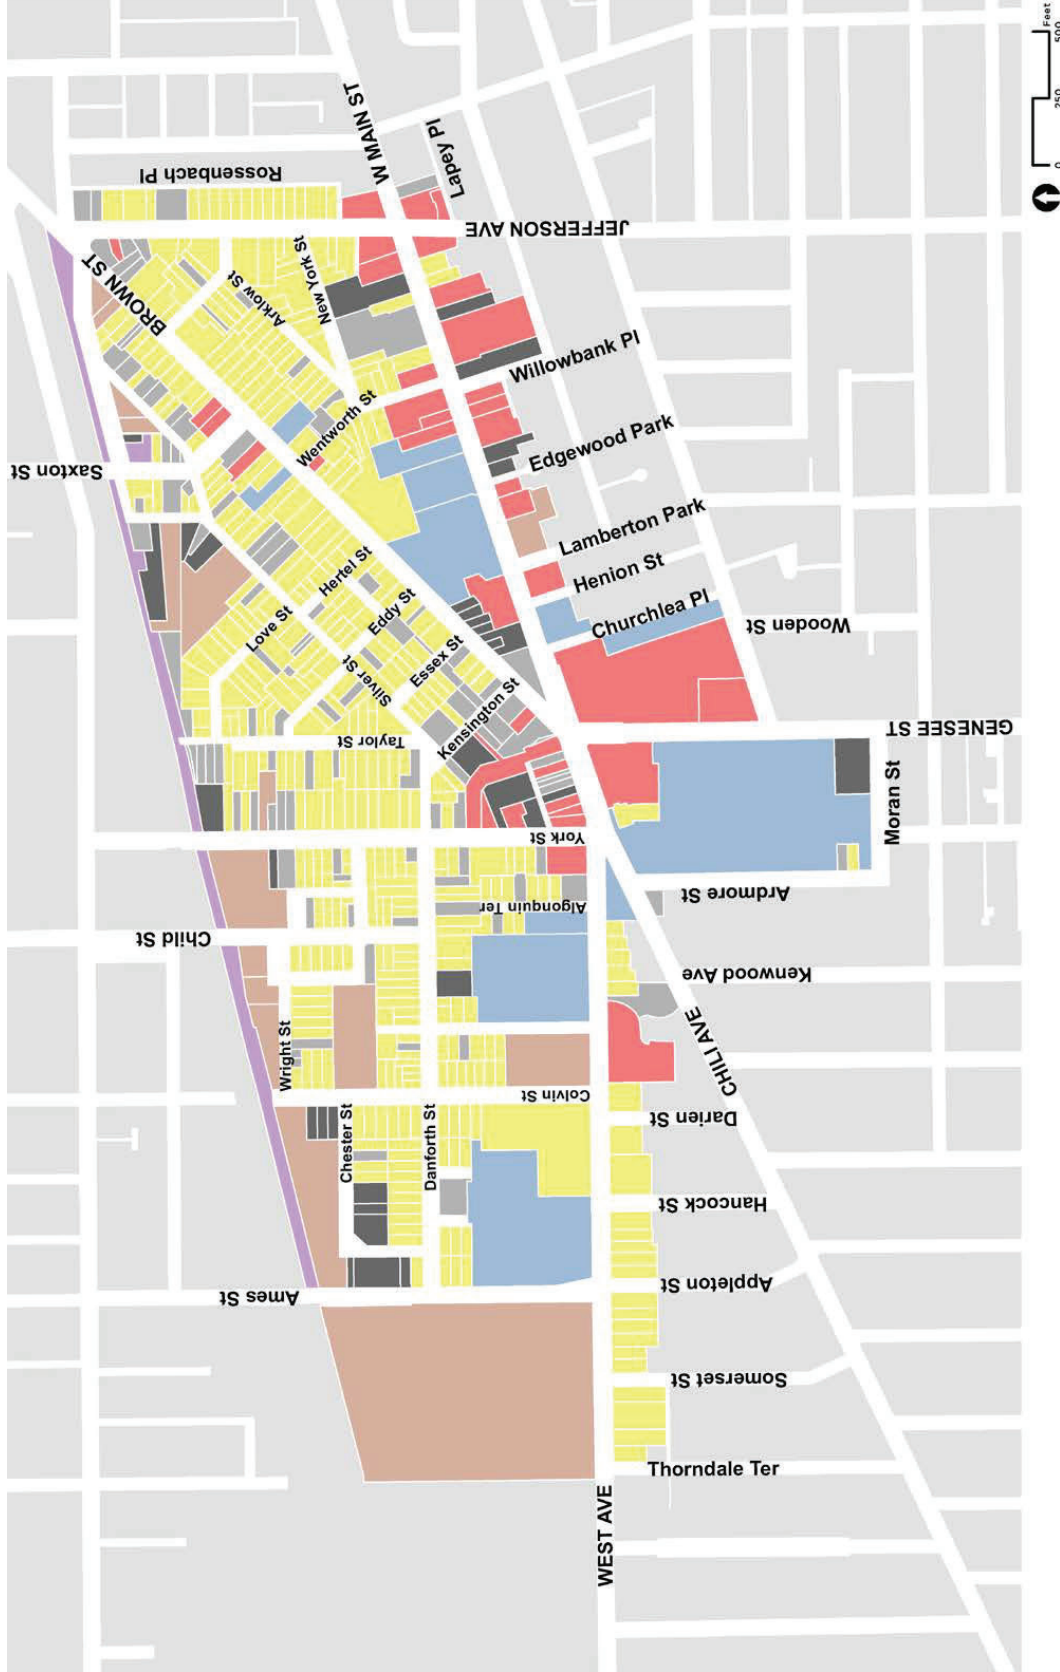 W MAIN ST
Rossenbach Pl
Lapey Pl
JEFFERSON AVE
BROWN ST
New York St
Arklow St
Willowbank Pl
Wentworth St
Saxton St
Edgewood Park
Lamberton Park
Hertel St
Henion St
Eddy St
Love St
Churchlea Pl
Wooden St
Essex St
Silver St
Kensington St
Taylor St
GENESEE ST
Moran St
York St
Ardmore St
Algonquin Ter
Child St
Kenwood Ave
Wright St
CHILI AVE
Colvin St
Darien St
Chester St
Danforth St
Hancock St
Appleton St
Ames St
Somerset St
Thorndale Ter
WEST AVE
0
250
500
Feet